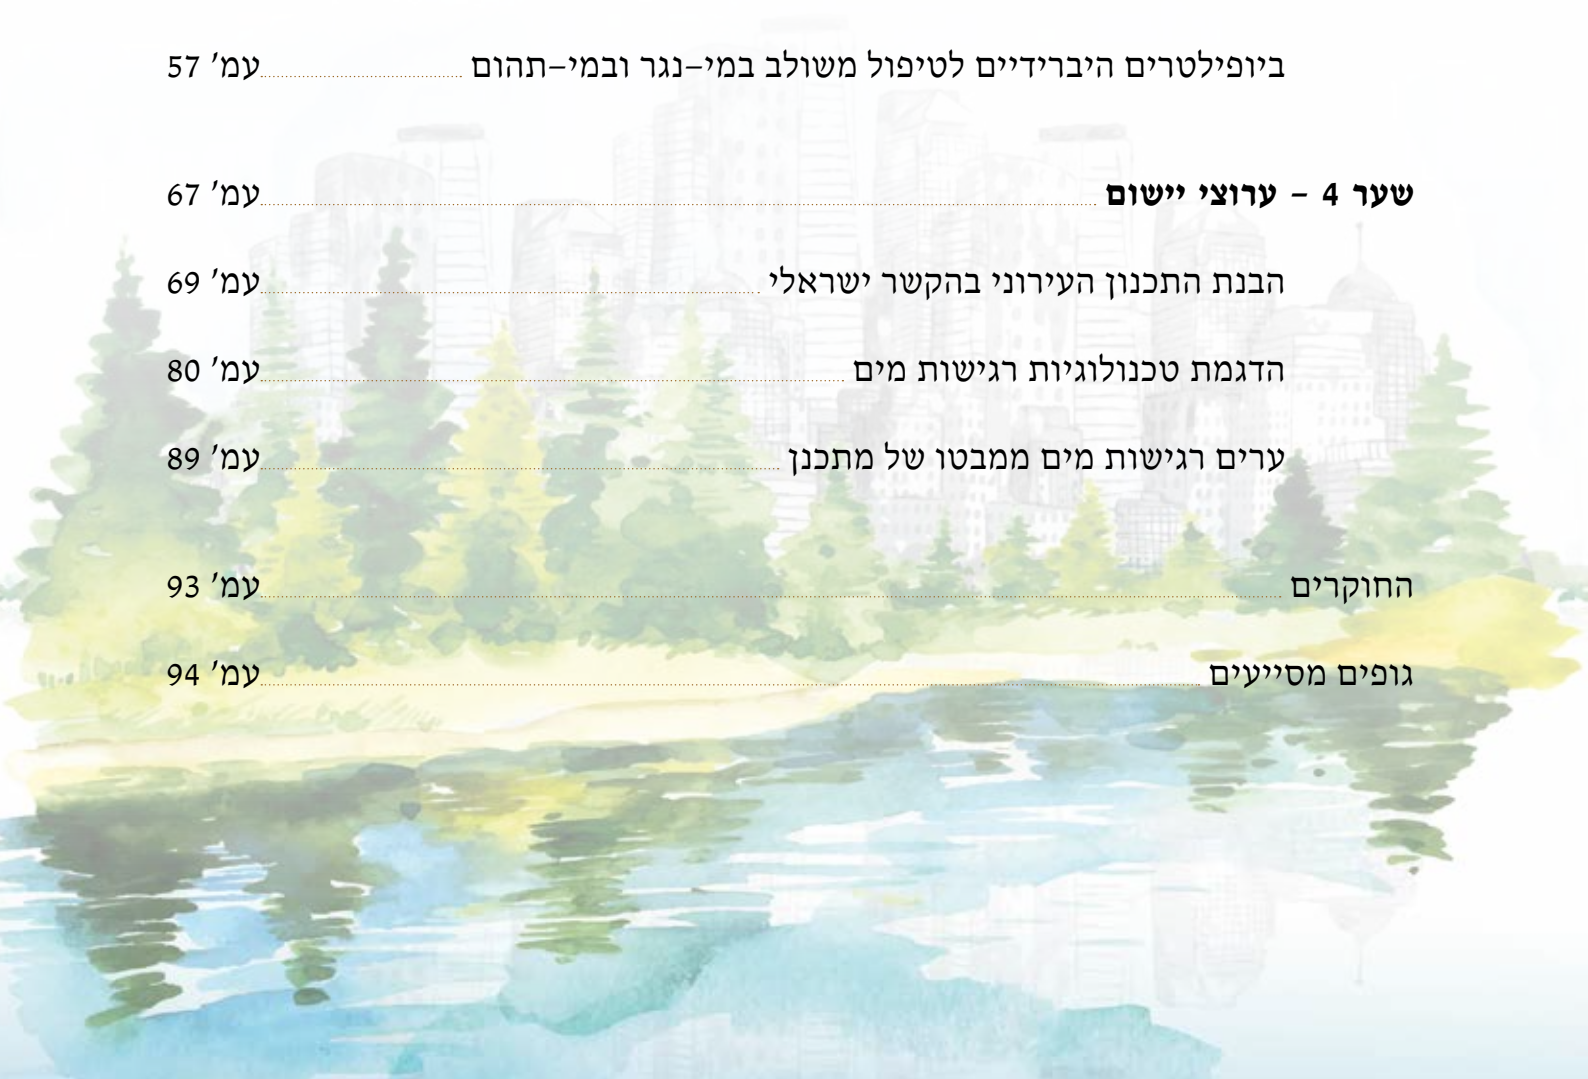 ביופילטרים היברידיים לטיפול משולב במי–נגר ובמי–תהום עמ' 57
שער 4 – ערוצי יישום עמ' 67
הבנת התכנון העירוני בהקשר ישראלי עמ' 69
הדגמת טכנולוגיות רגישות מים עמ' 80
ערים רגישות מים ממבטו של מתכנן עמ' 89
החוקרים עמ' 93
גופים מסייעים עמ' 94